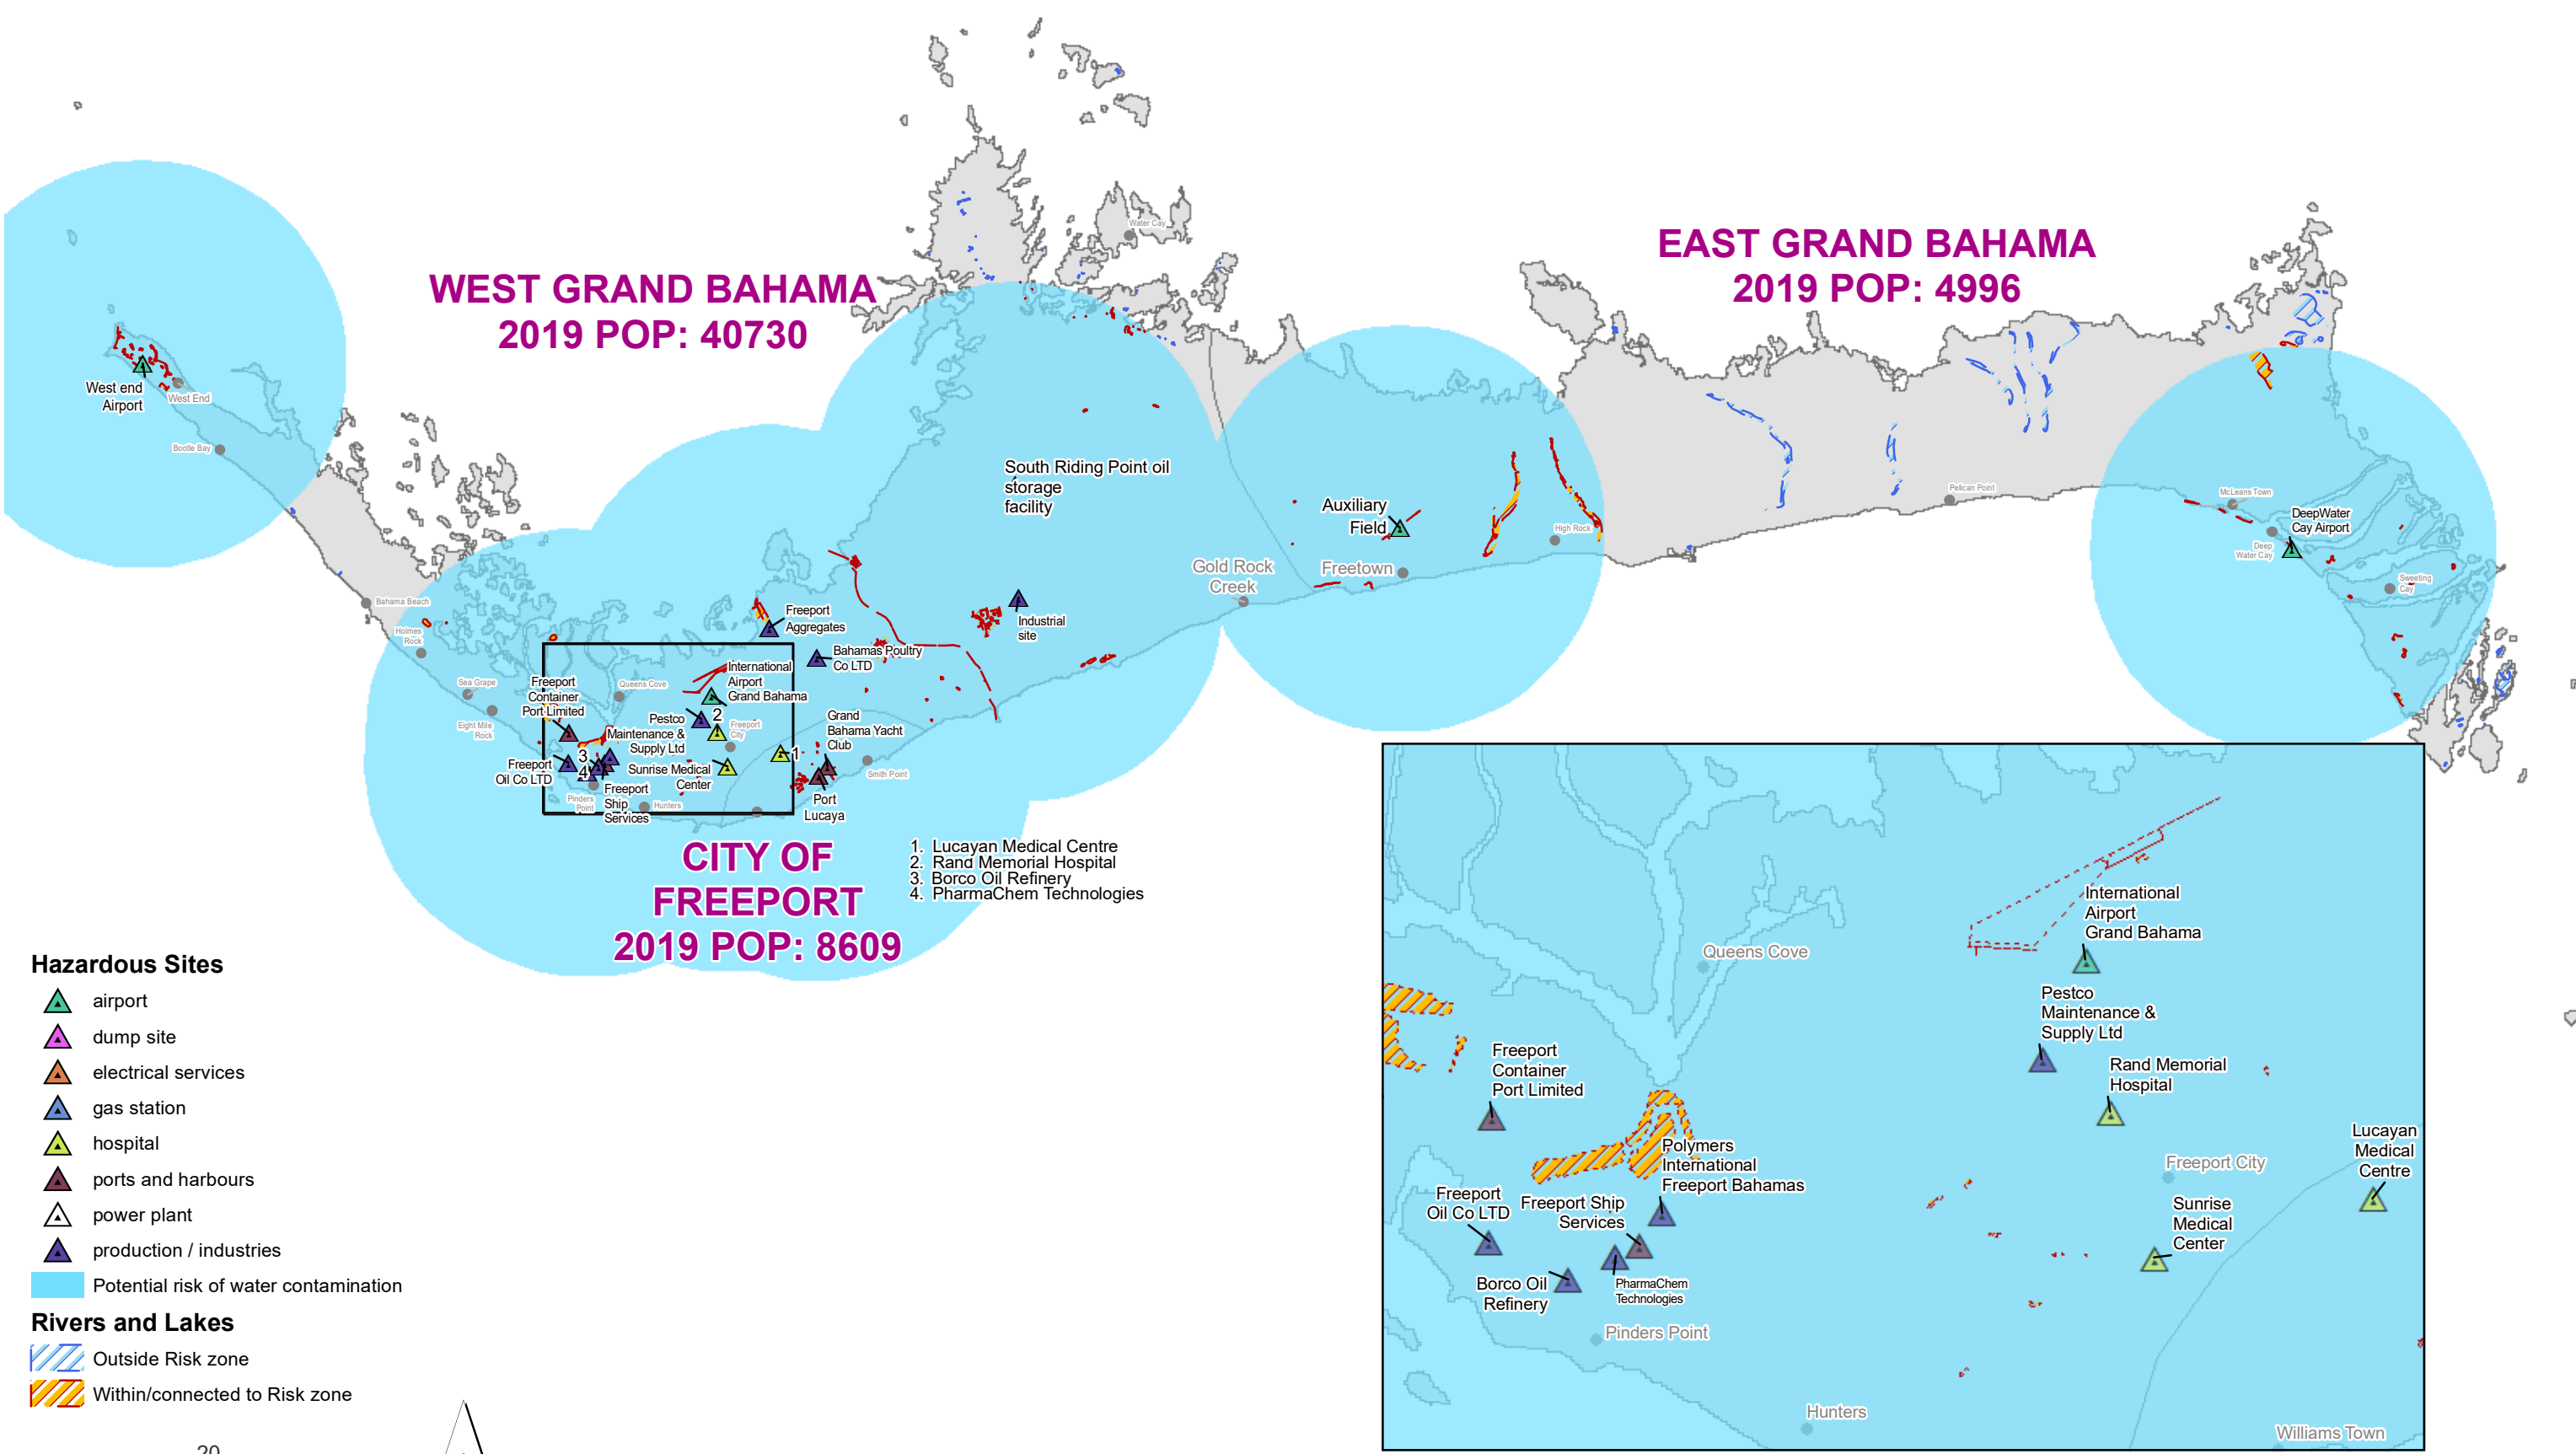 Water Cay
EAST GRAND BAHAMA
2019 POP: 4996
WEST GRAND BAHAMA
2019 POP: 40730
West end
Airport
West End
Bootle Bay
South Riding Point oil
storage
facility
Auxiliary
Field
High Rock
Pelican Point
McLeans Town
DeepWater
Cay Airport
Deep
Water Cay
Sweeting
Cay
Gold Rock
Creek
Freetown
Bahama Beach
Holmes
Rock
Freeport
Aggregates
Industrial
site
Bahamas Poultry
Co LTD
International
Airport
Grand Bahama
Sea Grape
Freeport
Container
Port Limited
Queens Cove
Eight Mile
Rock
Pestco
Maintenance &
Supply Ltd
2
Freeport
City
Grand
Bahama Yacht
Club
1
3
4
Freeport
Oil Co LTD
Sunrise Medical
Center
Smith Point
Pinders
Point
Freeport
Ship
Services
Hunters
Port
Lucaya
CITY OF
FREEPORT
2019 POP: 8609
1. Lucayan Medical Centre
2. Rand Memorial Hospital
3. Borco Oil Refinery
4. PharmaChem Technologies
Hazardous Sites
airport
dump site
electrical services
gas station
hospital
ports and harbours
power plant
production / industries
Potential risk of water contamination
Rivers and Lakes
Outside Risk zone
Within/connected to Risk zone
20
International
Airport
Grand Bahama
Queens Cove
Pestco
Maintenance &
Supply Ltd
Freeport
Container
Port Limited
Rand Memorial
Hospital
Lucayan
Medical
Centre
Polymers
International
Freeport Bahamas
Freeport City
Freeport
Oil Co LTD
Freeport Ship
Services
Sunrise
Medical
Center
Borco Oil
Refinery
PharmaChem
Technologies
Pinders Point
Hunters
Williams Town